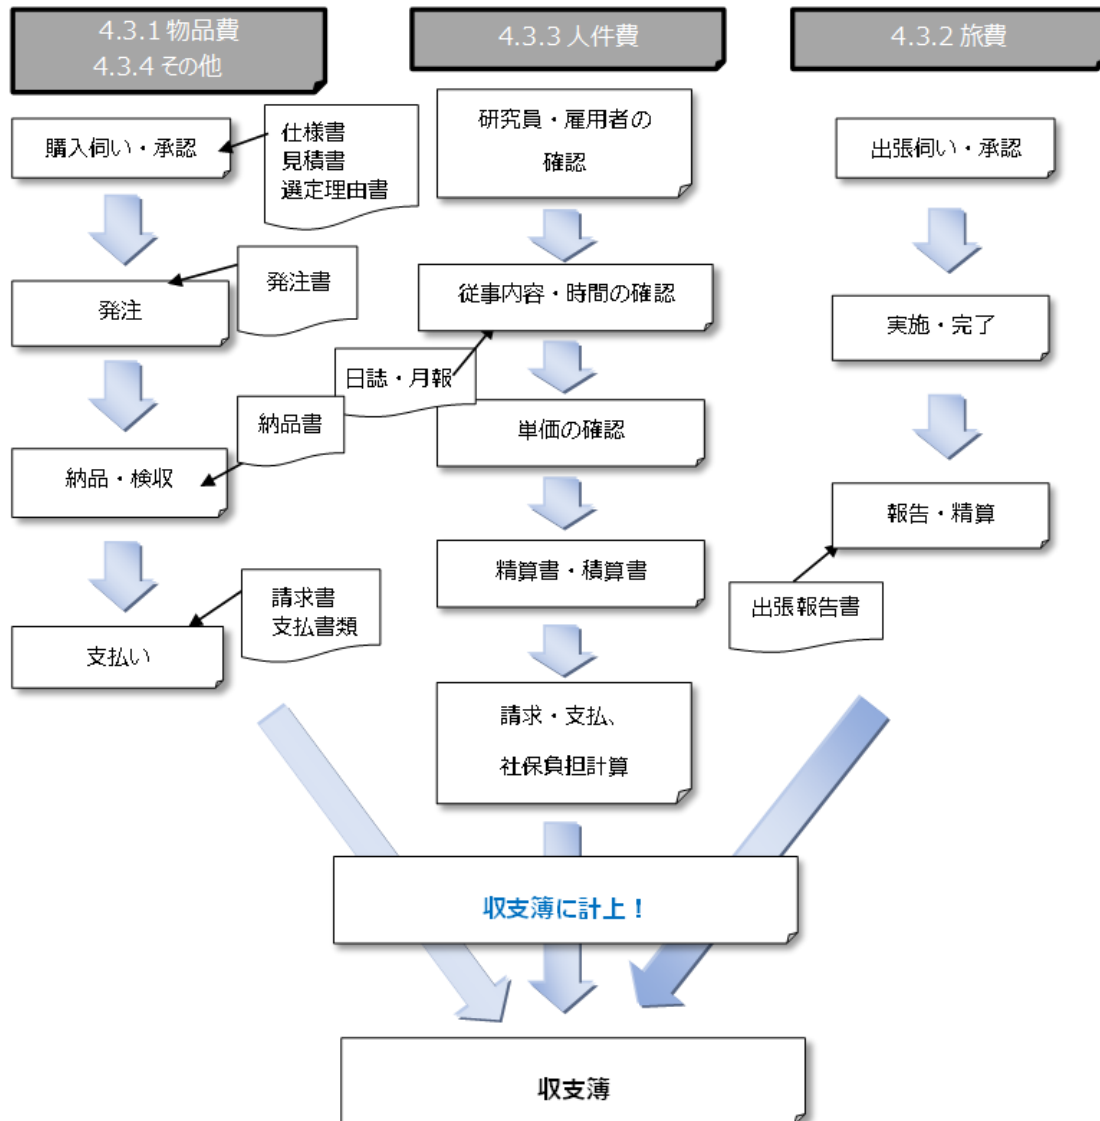 4.3.1 物品費
4.3.4 その他
購入伺い・承認
仕様書
見積書
選定理由書
発注
発注書
納品・検収
納品書
支払い
請求書
支払書類
4.3.3 人件費
研究員・雇用者の
確認
従事内容・時間の確認
日誌・月報
単価の確認
精算書・積算書
請求・支払、
社保負担計算
4.3.2 旅費
出張伺い・承認
実施・完了
報告・精算
出張報告書
収支簿に計上！
収支簿